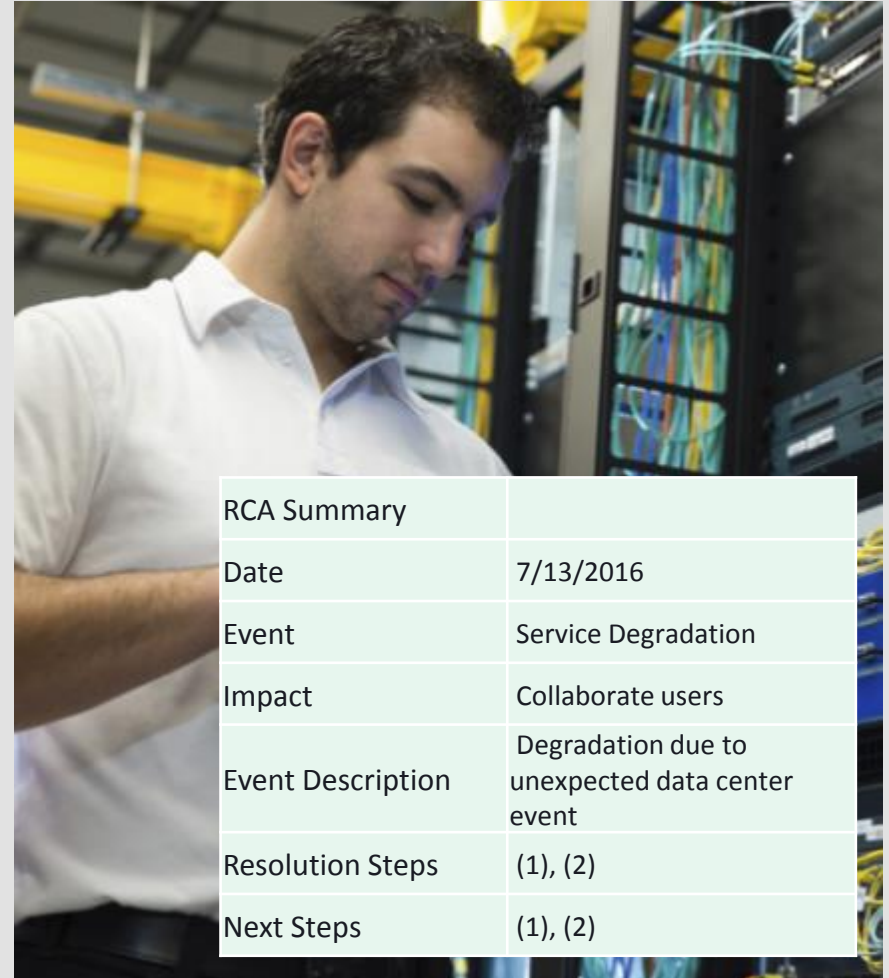 RCA Summary
Date 7/13/2016
Event Service Degradation
Impact Collaborate users
Event Description Degradation due to
unexpected data center
event
Resolution Steps (1), (2)
Next Steps (1), (2)